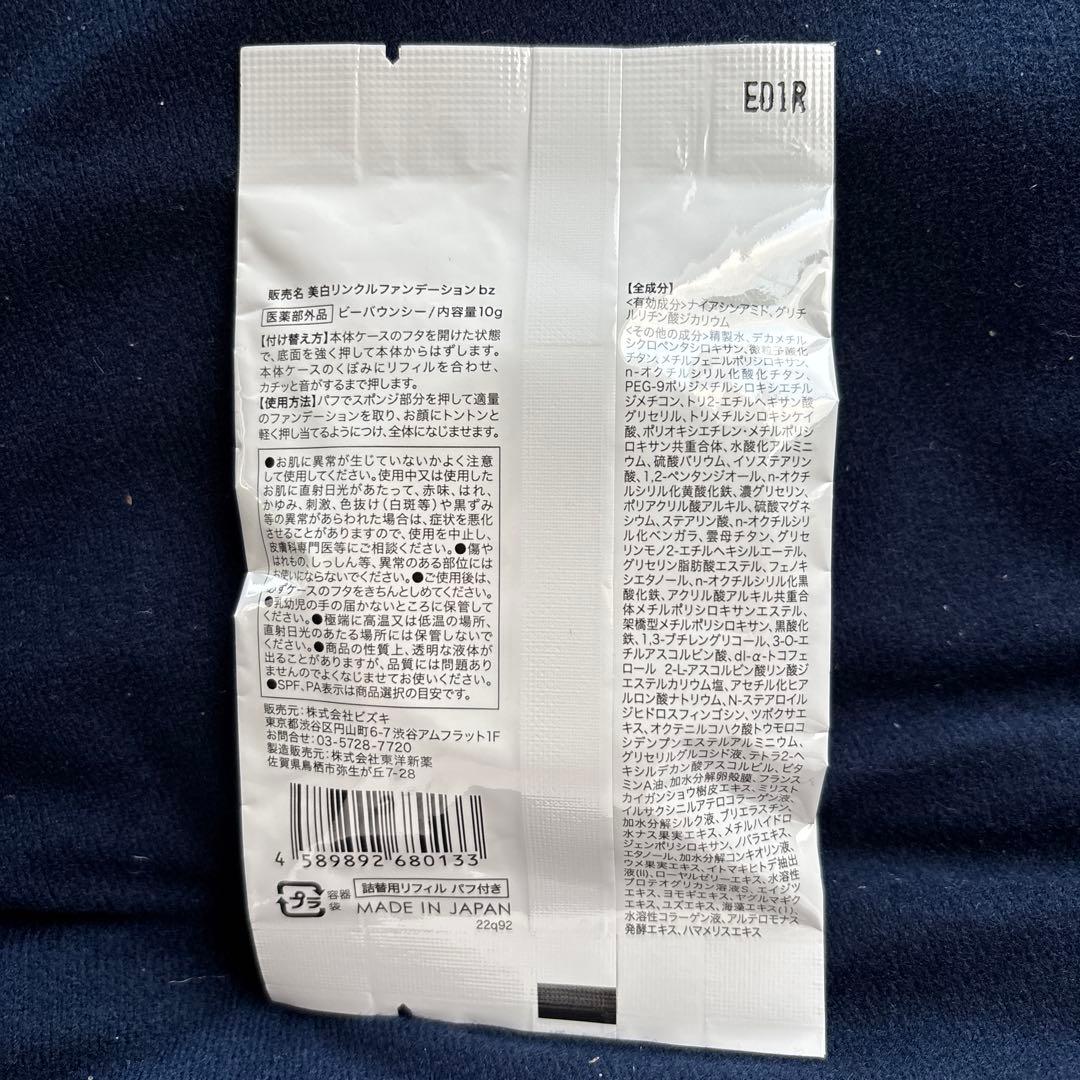 E01R
販売名 美白リンクルファンデーションbz
医薬部外品 ビーバウンシー/内容量10g
【付け替え方】本体ケースのフタを開けた状態
で、底面を強く押して本体からはずします。
本体ケースのくぼみにリフィルを合わせ、
カチッと音がするまで押します。
【使用方法】パフでスポンジ部分を押して適量
のファンデーションを取り、お顔にトントンと
軽く押し当てるようにつけ、全体になじませます。
●お肌に異常が生じていないかよく注意
して使用してください。使用中又は使用した
お肌に直射日光があたって、赤味、はれ、
かゆみ、刺激、色抜け(白斑等)や黒ずみ
等の異常があらわれた場合は、症状を悪化
させることがありますので、使用を中止し、
皮膚科専門医等にご相談ください。●傷や
はれもの、しっしん等、異常のある部位には
お使いにならないでください。●ご使用後は、
必ずケースのフタをきちんとしめてください。
●乳幼児の手の届かないところに保管して
ください。●極端に高温又は低温の場所、
直射日光のあたる場所には保管しないで
ください。●商品の性質上、透明な液体が
出ることがありますが、品質には問題あり
ませんのでよくなじませてお使いください。
●SPF、PA表示は商品選択の目安です。
販売元:株式会社ビズキ
東京都渋谷区円山町6-7 渋谷アムフラット1F
お問合せ:03-5728-7720
製造販売元:株式会社東洋新薬
佐賀県鳥栖市弥生が丘7-28
4 589892 680133
プラ 容器
袋
詰替用リフィル パフ付き
MADE IN JAPAN
22q92
【全成分】
<有効成分>ナイアシンアミド、グリチ
ルリチン酸ジカリウム
<その他の成分>精製水、デカメチル
シクロペンタシロキサン、微粒子酸化
チタン、メチルフェニルポリシロキサン、
n-オクチルシリル化酸化チタン、
PEG-9ポリジメチルシロキシエチル
ジメチコン、トリ2-エチルヘキサン酸
グリセリル、トリメチルシロキシケイ
酸、ポリオキシエチレン・メチルポリシ
ロキサン共重合体、水酸化アルミニ
ウム、硫酸バリウム、イソステアリン
酸、1,2-ペンタンジオール、n-オクチ
ルシリル化黄酸化鉄、濃グリセリン、
ポリアクリル酸アルキル、硫酸マグネ
シウム、ステアリン酸、n-オクチルシリ
ル化ベンガラ、雲母チタン、グリセ
リンモノ2-エチルヘキシルエーテル、
グリセリン脂肪酸エステル、フェノキ
シエタノール、n-オクチルシリル化黒
酸化鉄、アクリル酸アルキル共重合
体メチルポリシロキサンエステル、
架橋型メチルポリシロキサン、黒酸化
鉄、1,3-ブチレングリコール、3-O-エ
チルアスコルビン酸、dl-α-トコフェ
ロール 2-L-アスコルビン酸リン酸ジ
エステルカリウム塩、アセチル化ヒア
ルロン酸ナトリウム、N-ステアロイル
ジヒドロスフィンゴシン、ツボクサエ
キス、オクテニルコハク酸トウモロコ
シデンプンエステルアルミニウム、
グリセリルグルコシド液、テトラ2-ヘ
キシルデカン酸アスコルビル、ビタ
ミンA油、加水分解卵殻膜、フランス
カイガンショウ樹皮エキス、ミリスト
イルサクシニルアテロコラーゲン液、
加水分解シルク液、プリエラスチン、
水ナス果実エキス、メチルハイドロ
ジェンポリシロキサン、ノバラエキス、
エタノール、加水分解コンキオリン液、
ウメ果実エキス、イトマキヒトデ抽出
液(II)、ローヤルゼリーエキス、水溶性
プロテオグリカン溶液S、エイジツ
エキス、ヨモギエキス、ヤグルマギク
エキス、ユズエキス、海藻エキス(1)、
水溶性コラーゲン液、アルテロモナス
発酵エキス、ハマメリスエキス